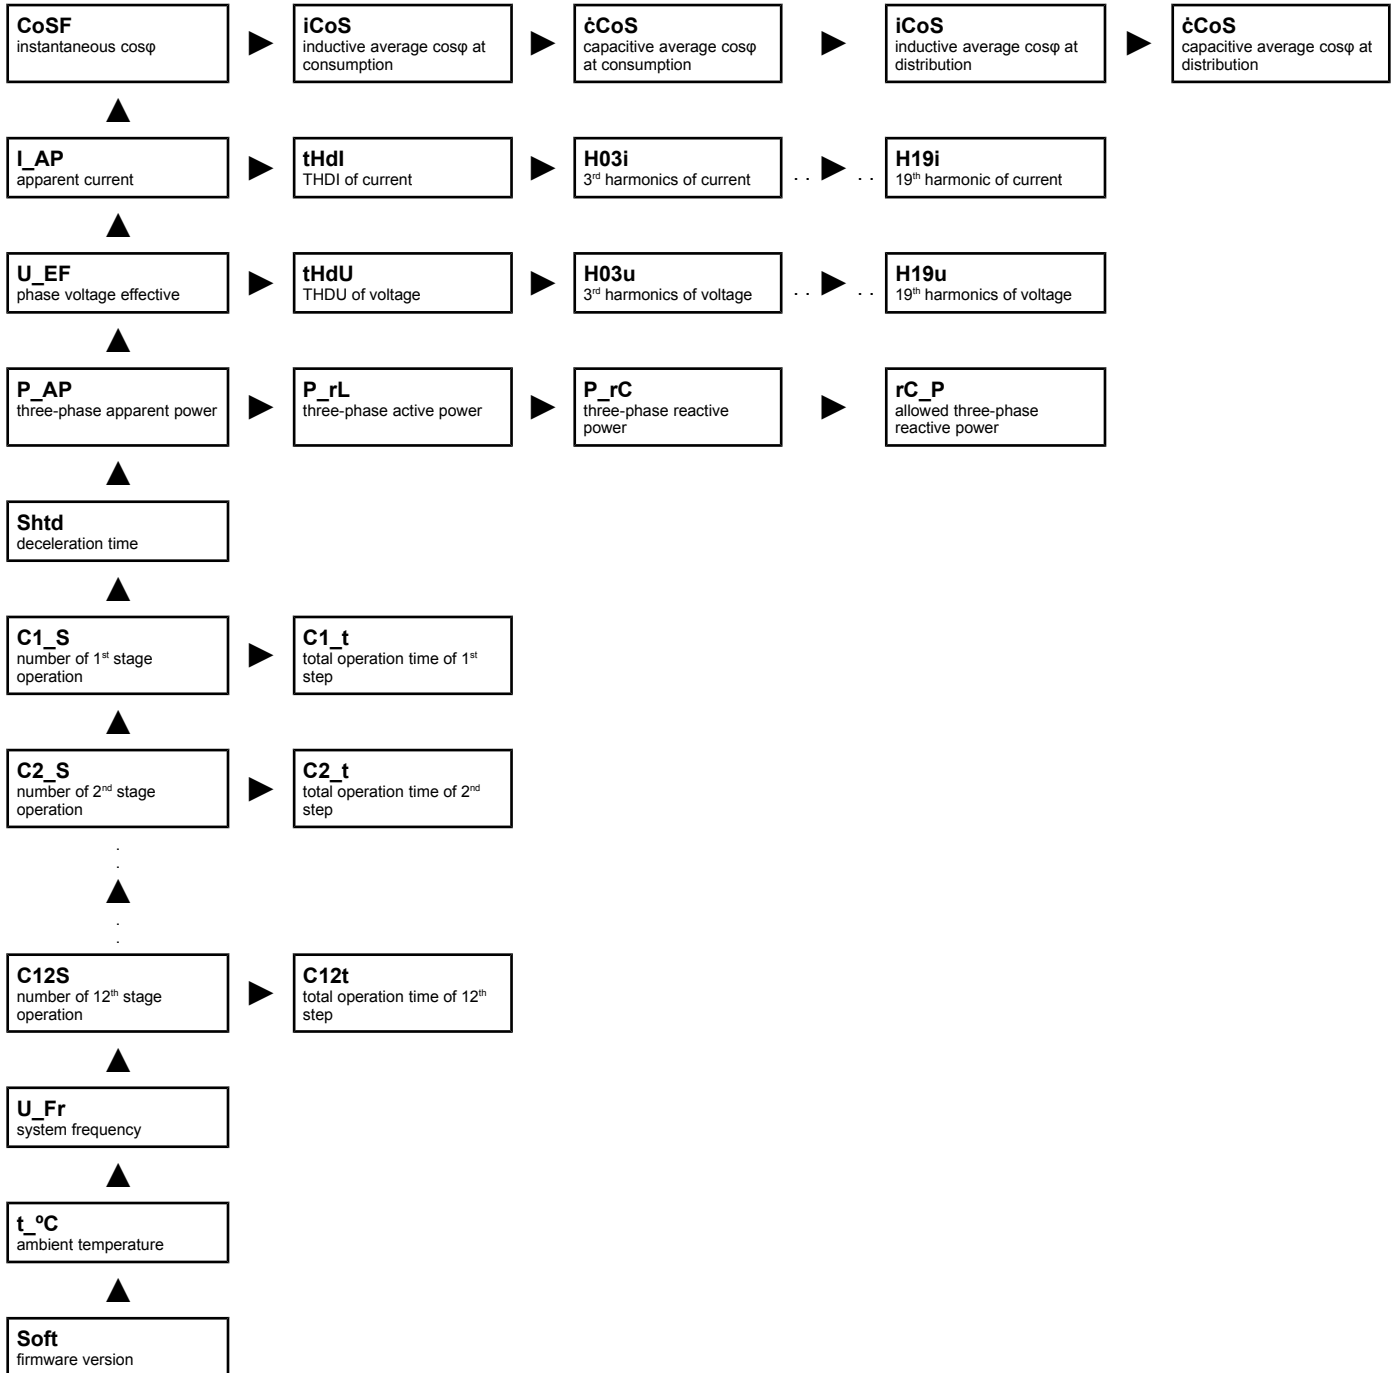 CoSF
instantaneous cosφ
iCoS
inductive average cosφ at
consumption
ċCoS
capacitive average cosφ
at consumption
iCoS
inductive average cosφ at
distribution
ċCoS
capacitive average cosφ at
distribution
I_AP
apparent current
tHdI
THDI of current
H03i
3rd harmonics of current
. .
. .
H19i
19th harmonic of current
U_EF
phase voltage effective
tHdU
THDU of voltage
H03u
3rd harmonics of voltage
. .
. .
H19u
19th harmonics of voltage
P_AP
three-phase apparent power
P_rL
three-phase active power
P_rC
three-phase reactive
power
rC_P
allowed three-phase
reactive power
Shtd
deceleration time
C1_S
number of 1st stage
operation
C1_t
total operation time of 1st
step
C2_S
number of 2nd stage
operation
C2_t
total operation time of 2nd
step
.
.
.
.
C12S
number of 12th stage
operation
C12t
total operation time of 12th
step
U_Fr
system frequency
t_ºC
ambient temperature
Soft
firmware version